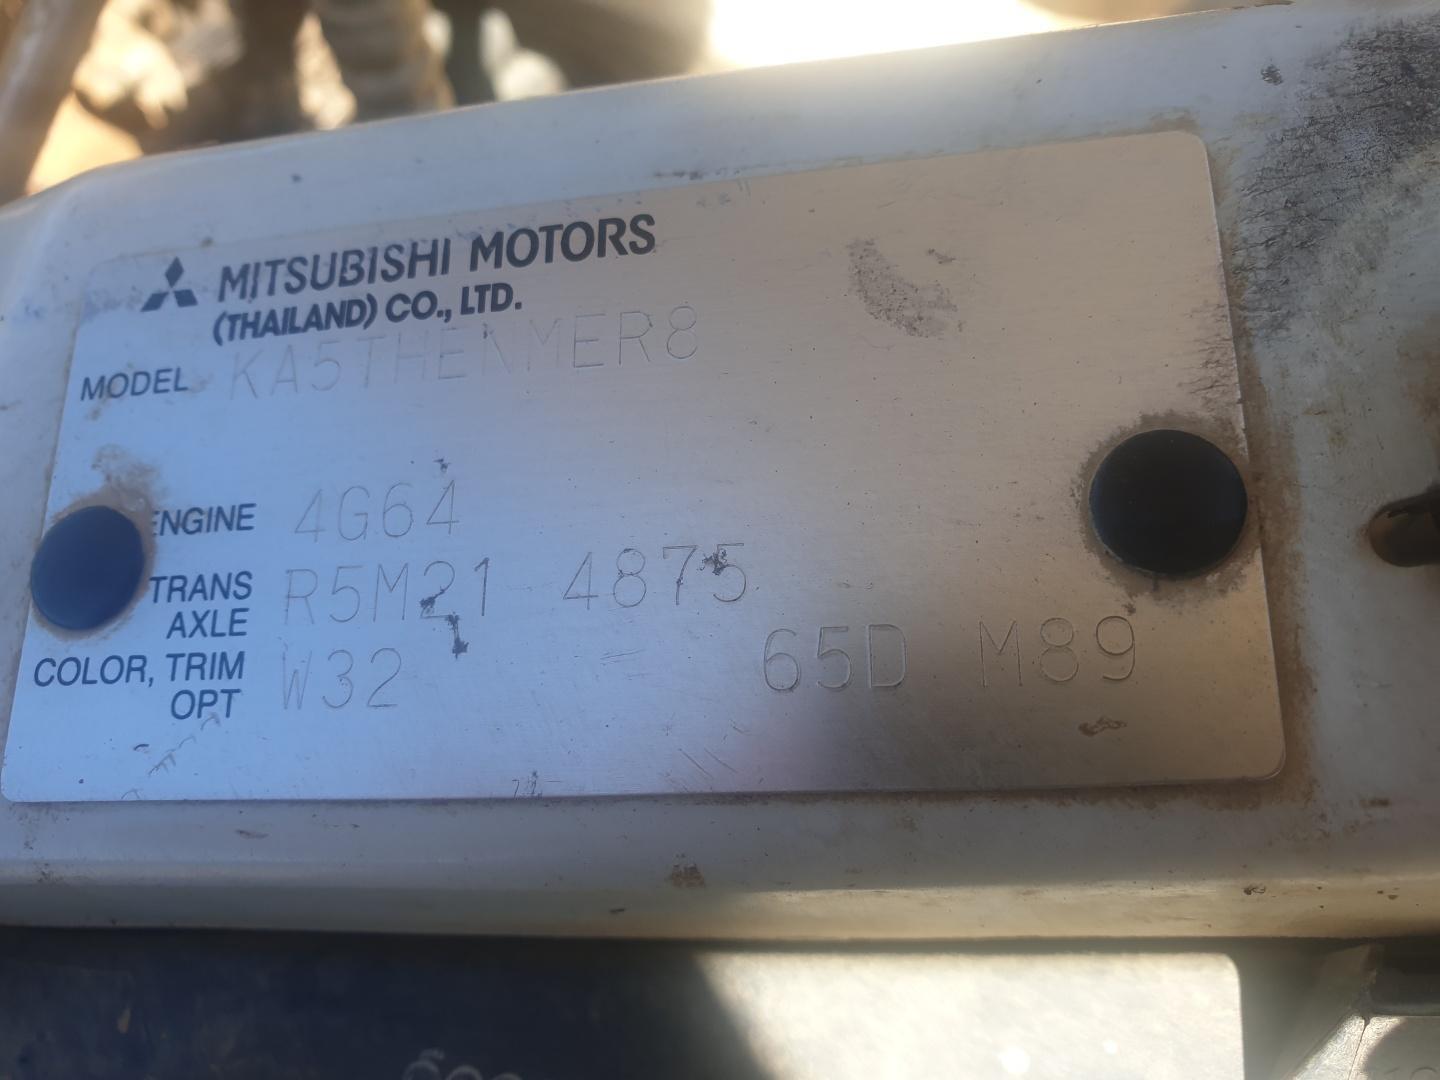 MITSUBISHI MOTORS
(THAILAND) CO., LTD.
MODEL KA5THENMER8
ENGINE 4G64
TRANS AXLE R5M21 4875
COLOR, TRIM OPT W32 65D M89